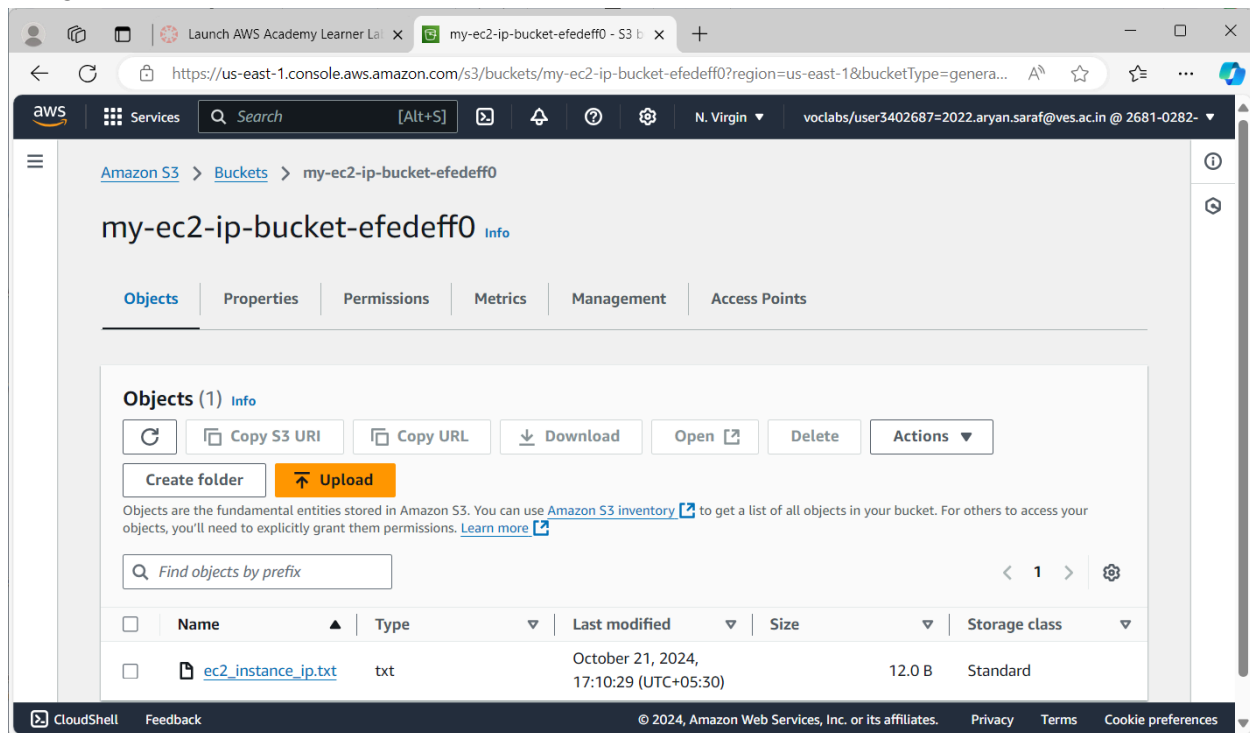 Launch AWS Academy Learner La
my-ec2-ip-bucket-efedeff0 - S3 b
https://us-east-1.console.aws.amazon.com/s3/buckets/my-ec2-ip-bucket-efedeff0?region=us-east-1&bucketType=genera...
aws Services Search [Alt+S] N. Virgin voclabs/user3402687=2022.aryan.saraf@ves.ac.in @ 2681-0282-
Amazon S3 > Buckets > my-ec2-ip-bucket-efedeff0
my-ec2-ip-bucket-efedeff0 Info
Objects Properties Permissions Metrics Management Access Points
Objects (1) Info
Copy S3 URI Copy URL Download Open Delete Actions
Create folder Upload
Objects are the fundamental entities stored in Amazon S3. You can use Amazon S3 inventory to get a list of all objects in your bucket. For others to access your
objects, you'll need to explicitly grant them permissions. Learn more
Find objects by prefix < 1 >
Name Type Last modified Size Storage class
ec2_instance_ip.txt txt October 21, 2024, 12.0 B Standard
17:10:29 (UTC+05:30)
CloudShell Feedback © 2024, Amazon Web Services, Inc. or its affiliates. Privacy Terms Cookie preferences